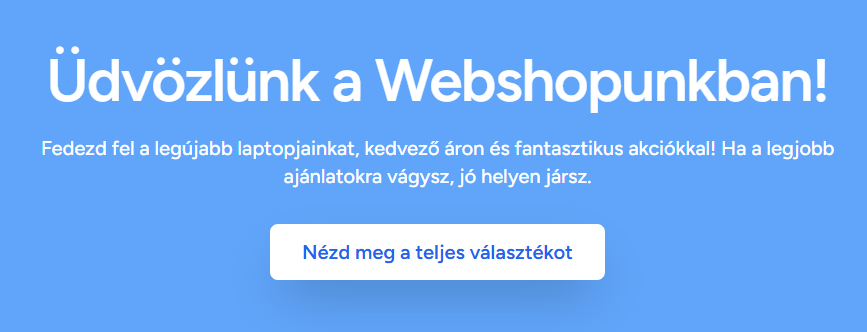 Üdvözlünk a Webshopunkban!
Fedezd fel a legújabb laptopjainkat, kedvező áron és fantasztikus akciókkal! Ha a legjobb
ajánlatokra vágysz, jó helyen jársz.
Nézd meg a teljes választékot